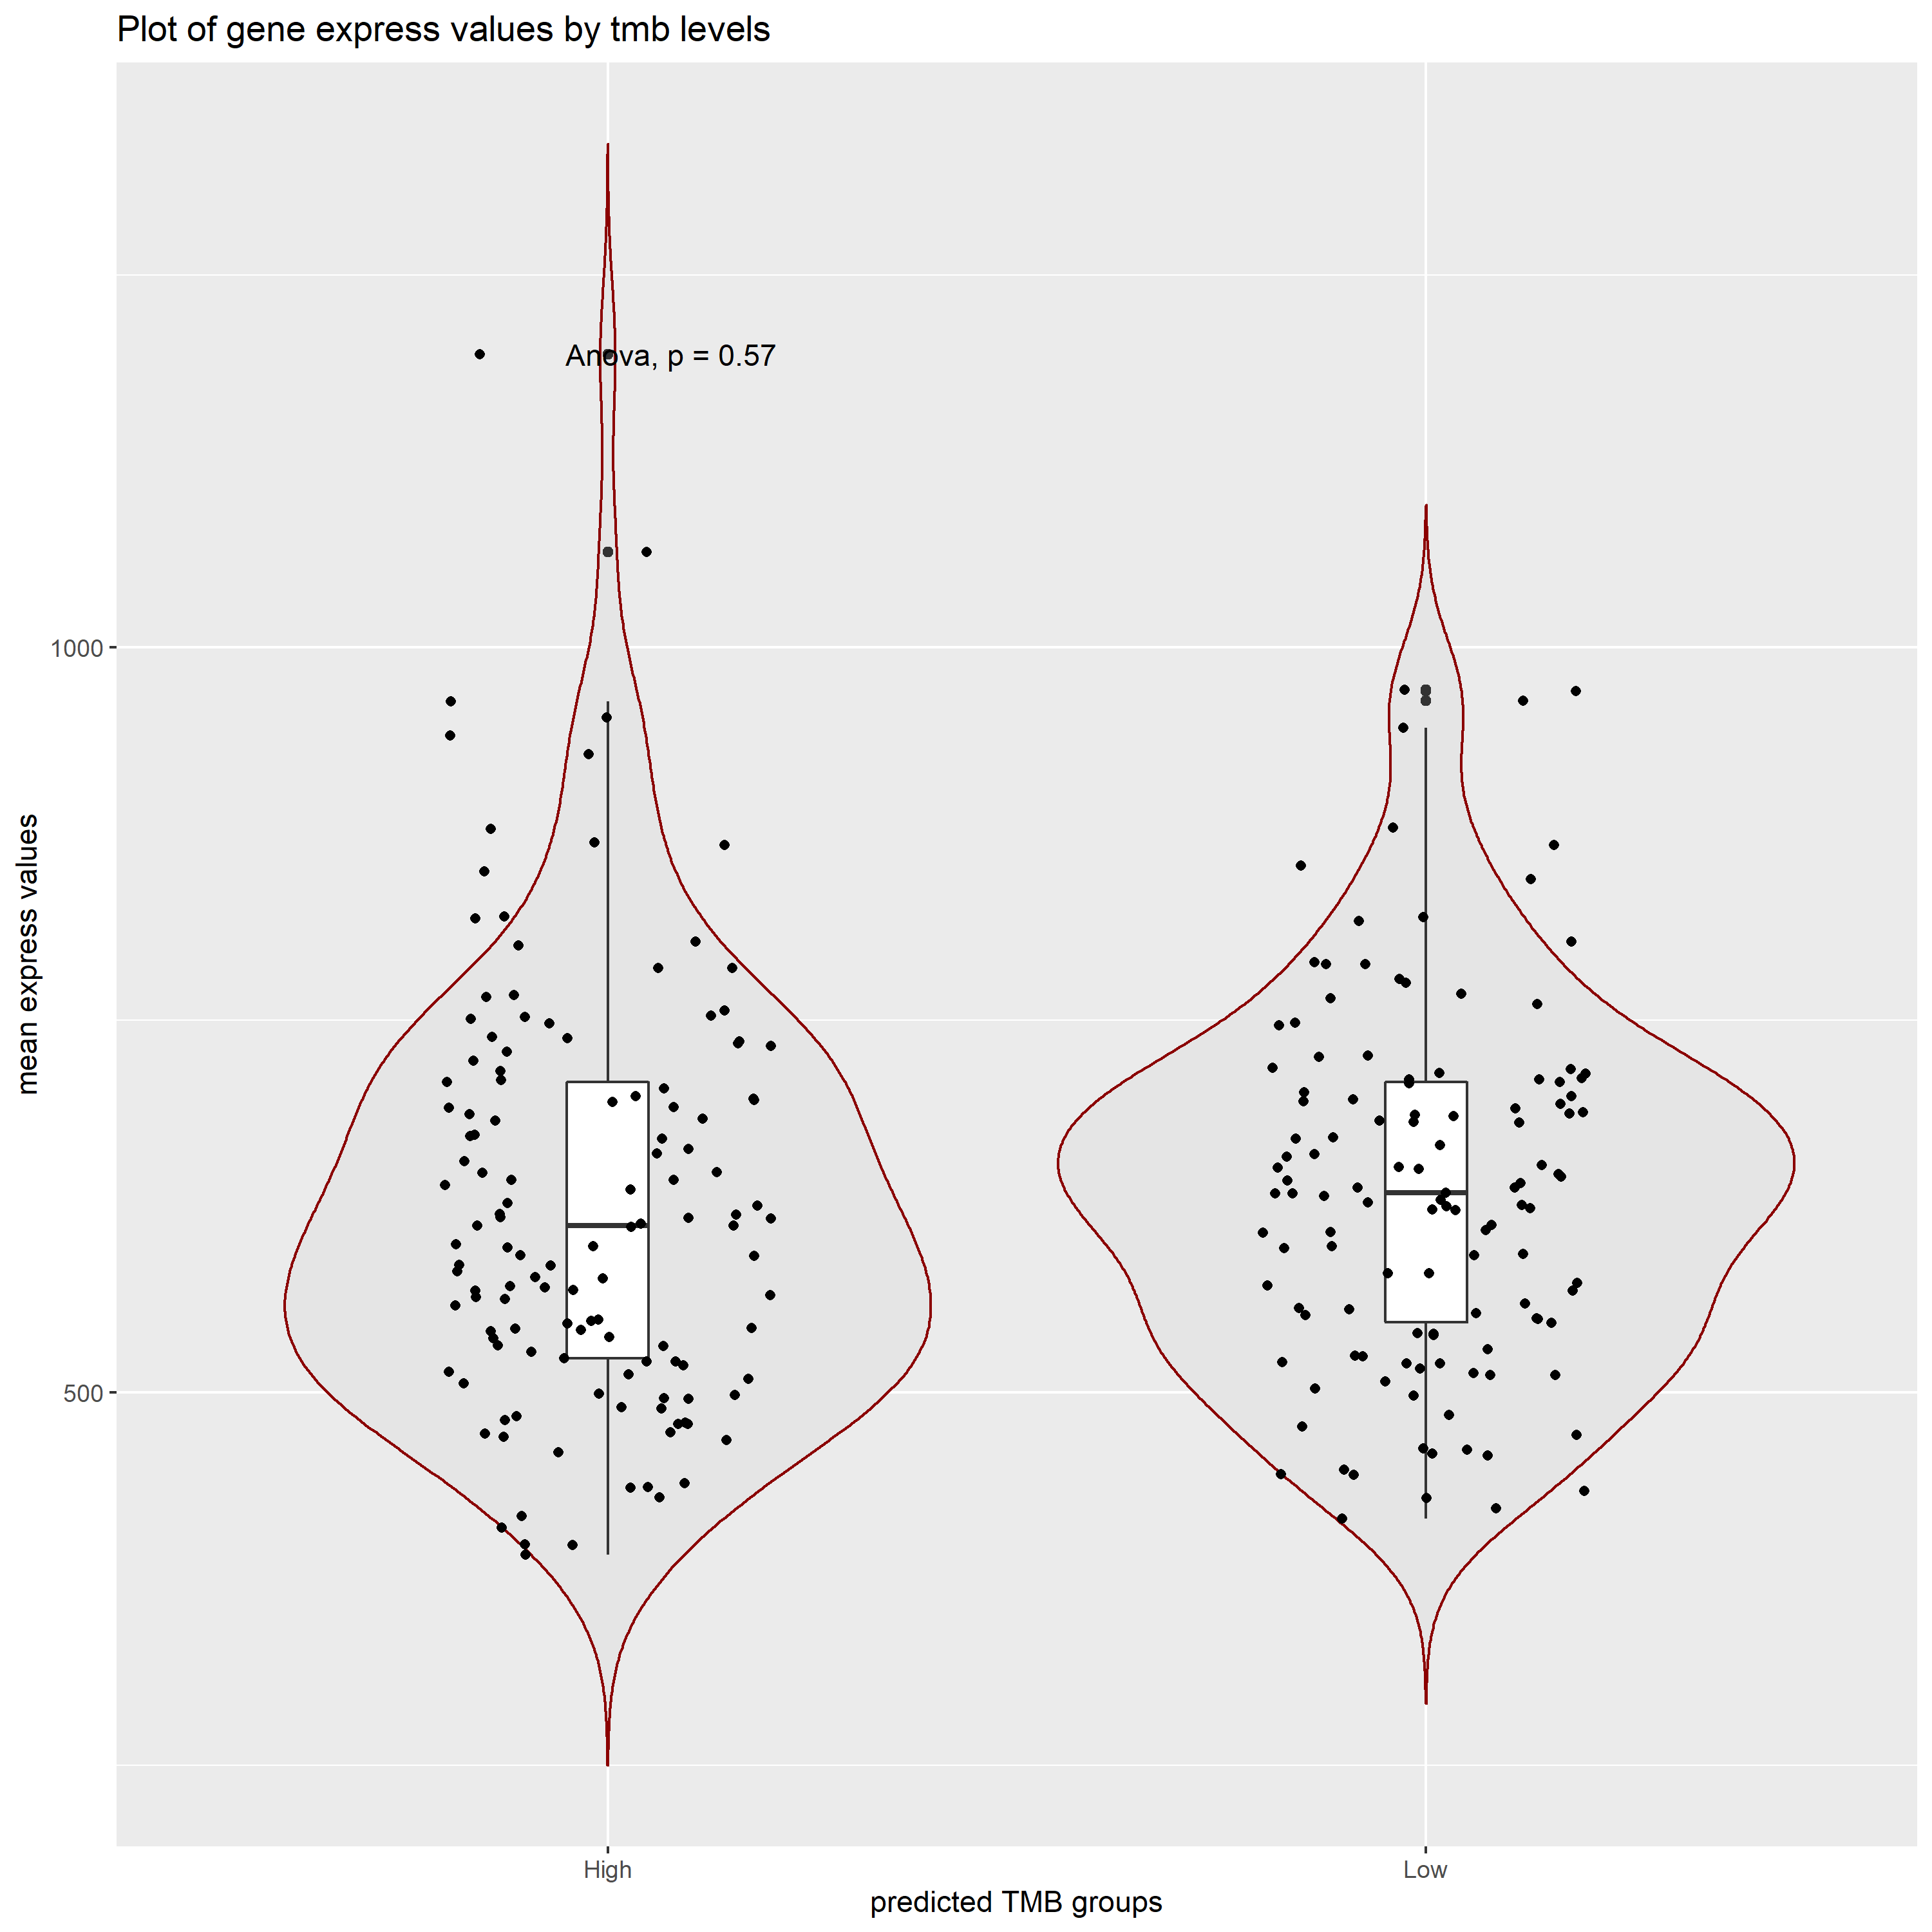 Plot of gene express values by tmb levels
Anova, p = 0.57
1000
500
mean express values
High
Low
predicted TMB groups